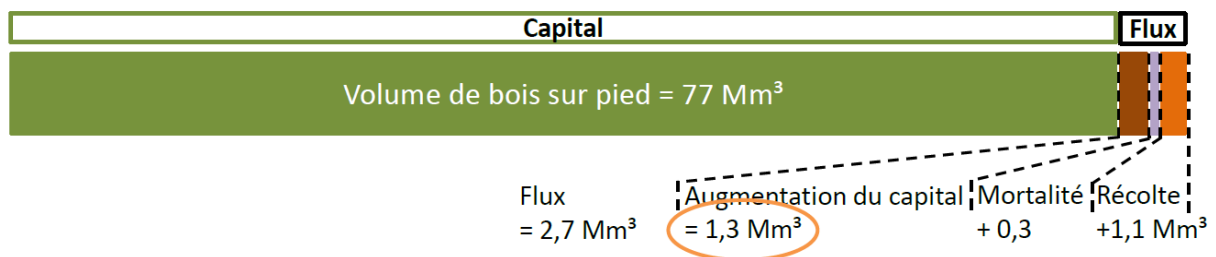 Capital
Flux
Volume de bois sur pied = 77 Mm³
Flux
= 2,7 Mm³
Augmentation du capital
= 1,3 Mm³
Mortalité
+ 0,3
Récolte
+1,1 Mm³